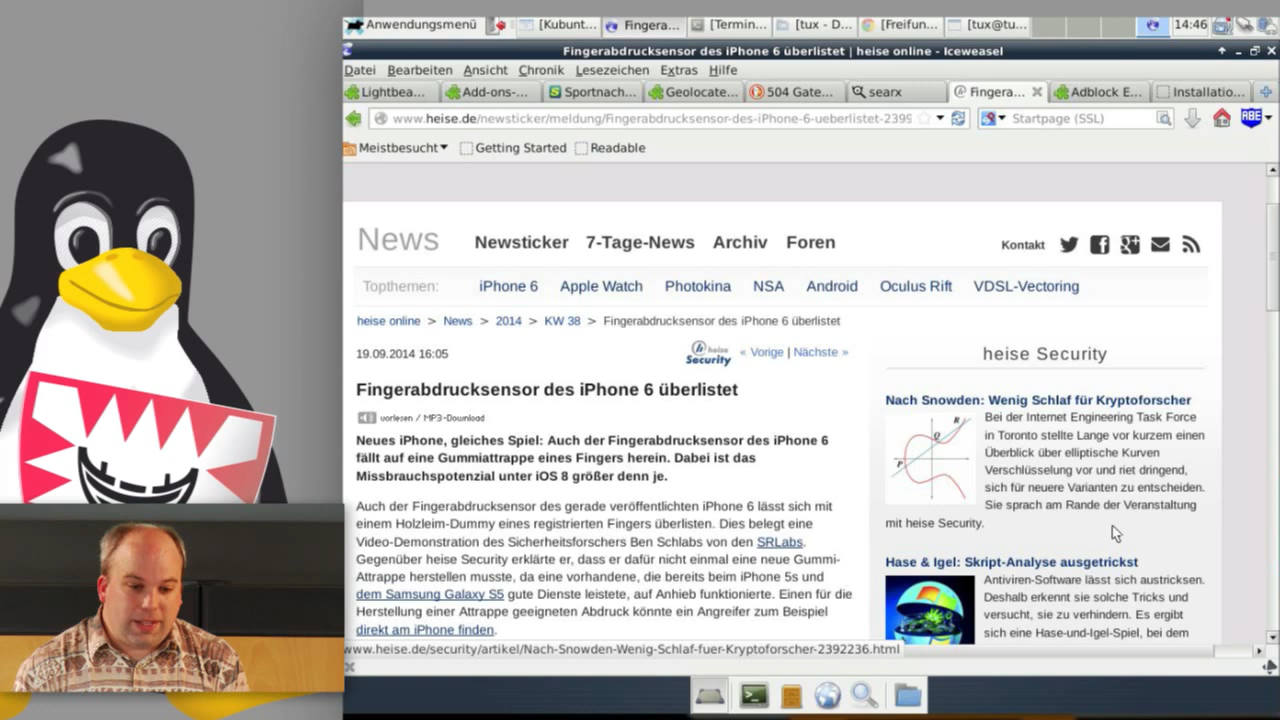 Anwendungsmenü [Kubunt... Fingera... [Termin... [tux - D... [Freifun... [tux@tu... 14:46
Fingerabdrucksensor des iPhone 6 überlistet | heise online - Iceweasel
Datei Bearbeiten Ansicht Chronik Lesezeichen Extras Hilfe
Lightbea... Add-ons-... Sportnach... Geolocate... 504 Gate... searx Fingera... Adblock E... Installatio...
www.heise.de/newsticker/meldung/Fingerabdrucksensor-des-iPhone-6-ueberlistet-2399 Startpage (SSL) ABE
Meistbesucht Getting Started Readable
News Newsticker 7-Tage-News Archiv Foren Kontakt
Topthemen: iPhone 6 Apple Watch Photokina NSA Android Oculus Rift VDSL-Vectoring
heise online > News > 2014 > KW 38 > Fingerabdrucksensor des iPhone 6 überlistet
19.09.2014 16:05 heise Security « Vorige | Nächste »
Fingerabdrucksensor des iPhone 6 überlistet
vorlesen / MP3-Download
Neues iPhone, gleiches Spiel: Auch der Fingerabdrucksensor des iPhone 6
fällt auf eine Gummiattrappe eines Fingers herein. Dabei ist das
Missbrauchspotenzial unter iOS 8 größer denn je.
Auch der Fingerabdrucksensor des gerade veröffentlichten iPhone 6 lässt sich mit
einem Holzleim-Dummy eines registrierten Fingers überlisten. Dies belegt eine
Video-Demonstration des Sicherheitsforschers Ben Schlabs von den SRLabs.
Gegenüber heise Security erklärte er, dass er dafür nicht einmal eine neue Gummi-
Attrappe herstellen musste, da eine vorhandene, die bereits beim iPhone 5s und
dem Samsung Galaxy S5 gute Dienste leistete, auf Anhieb funktionierte. Einen für die
Herstellung einer Attrappe geeigneten Abdruck könnte ein Angreifer zum Beispiel
direkt am iPhone finden.
heise Security
Nach Snowden: Wenig Schlaf für Kryptoforscher
P Q R
Bei der Internet Engineering Task Force
in Toronto stellte Lange vor kurzem einen
Überblick über elliptische Kurven
Verschlüsselung vor und riet dringend,
sich für neuere Varianten zu entscheiden.
Sie sprach am Rande der Veranstaltung
mit heise Security.
Hase & Igel: Skript-Analyse ausgetrickst
Antiviren-Software lässt sich austricksen.
Deshalb erkennt sie solche Tricks und
versucht, sie zu verhindern. Es ergibt
sich eine Hase-und-Igel-Spiel, bei dem
www.heise.de/security/artikel/Nach-Snowden-Wenig-Schlaf-fuer-Kryptoforscher-2392236.html